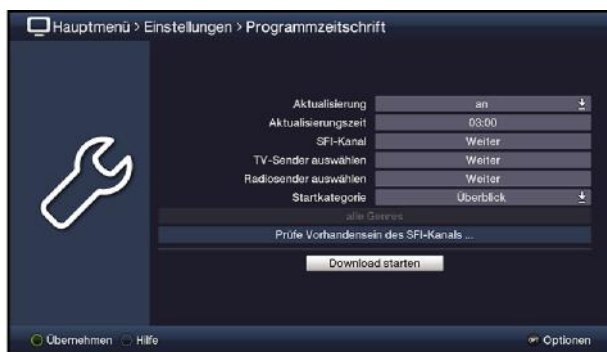 Hauptmenü > Einstellungen > Programmzeitschrift
Aktualisierung an
Aktualisierungszeit 03:00
SFI-Kanal Weiter
TV-Sender auswählen Weiter
Radiosender auswählen Weiter
Startkategorie Überblick
alle Genres
Prüfe Vorhandensein des SFI-Kanals ...
Download starten
Übernehmen Hilfe Optionen